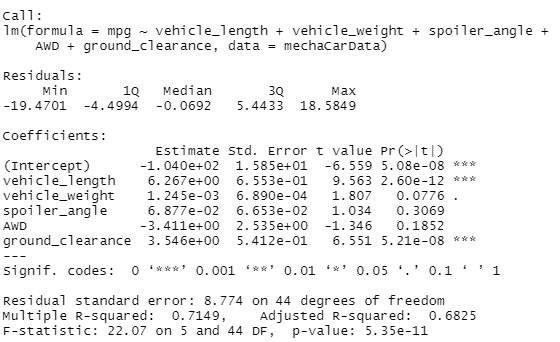 Call:
lm(formula = mpg ~ vehicle_length + vehicle_weight + spoiler_angle +
    AWD + ground_clearance, data = mechaCarData)

Residuals:
     Min       1Q   Median       3Q      Max
-19.4701  -4.4994  -0.0692   5.4433  18.5849

Coefficients:
                   Estimate Std. Error t value Pr(>|t|)
(Intercept)      -1.040e+02  1.585e+01  -6.559 5.08e-08 ***
vehicle_length    6.267e+00  6.553e-01   9.563 2.60e-12 ***
vehicle_weight    1.245e-03  6.890e-04   1.807   0.0776 .
spoiler_angle     6.877e-02  6.653e-02   1.034   0.3069
AWD              -3.411e+00  2.535e+00  -1.346   0.1852
ground_clearance  3.546e+00  5.412e-01   6.551 5.21e-08 ***
---
Signif. codes:  0 ‘***’ 0.001 ‘**’ 0.01 ‘*’ 0.05 ‘.’ 0.1 ‘ ’ 1

Residual standard error: 8.774 on 44 degrees of freedom
Multiple R-squared:  0.7149,    Adjusted R-squared:  0.6825
F-statistic: 22.07 on 5 and 44 DF,  p-value: 5.35e-11